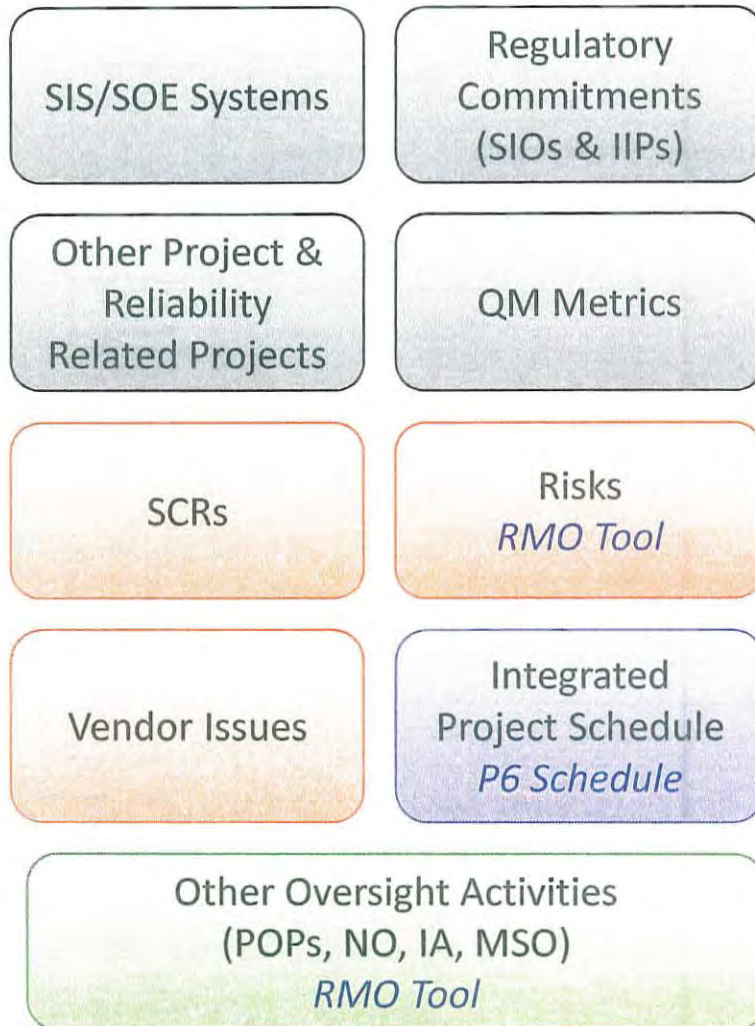 SIS/SOE Systems
Regulatory
Commitments
(SIOs & IIPs)
Other Project &
Reliability
Related Projects
QM Metrics
SCRs
Risks
RMO Tool
Vendor Issues
Integrated
Project Schedule
P6 Schedule
Other Oversight Activities
(POPs, NO, IA, MSO)
RMO Tool